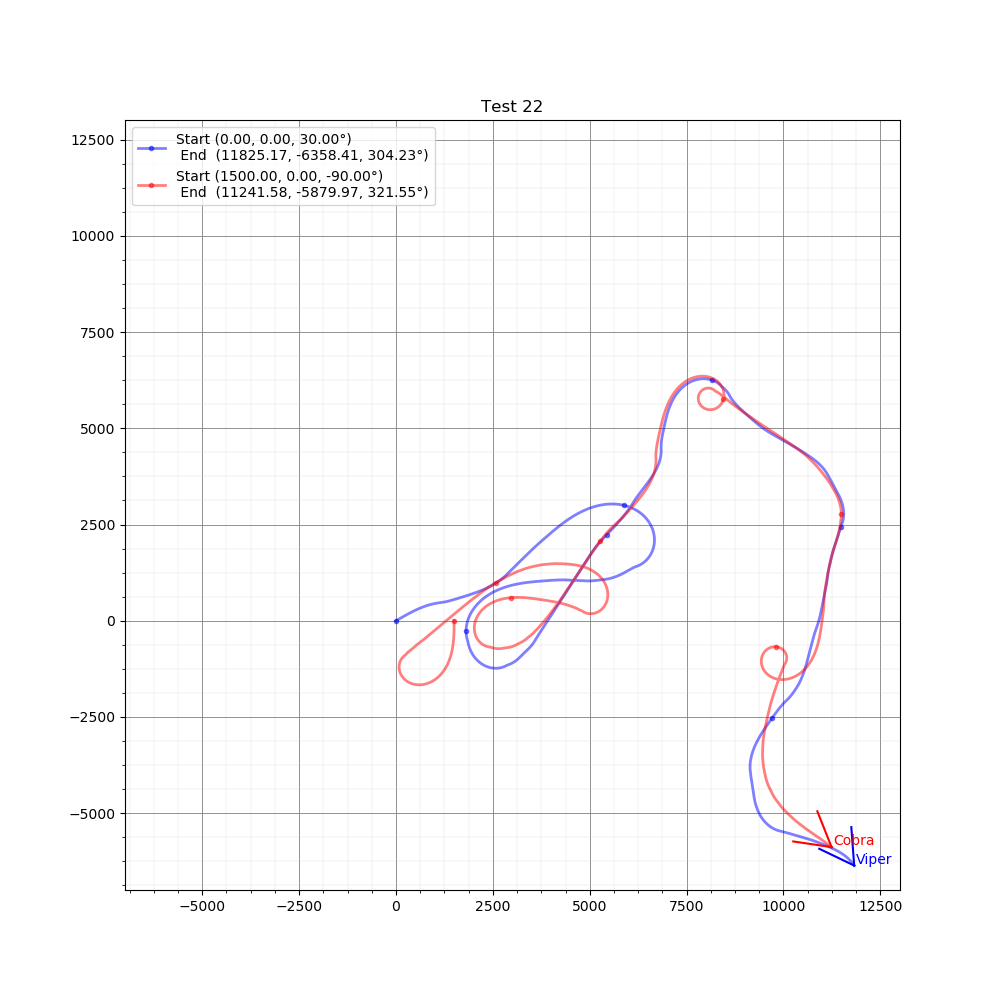 Test 22
Start (0.00, 0.00, 30.00°)
End (11825.17, -6358.41, 304.23°)
Start (1500.00, 0.00, -90.00°)
End (11241.58, -5879.97, 321.55°)
12500
10000
7500
5000
2500
0
−2500
−5000
Cobra
Viper
−5000 −2500 0 2500 5000 7500 10000 12500